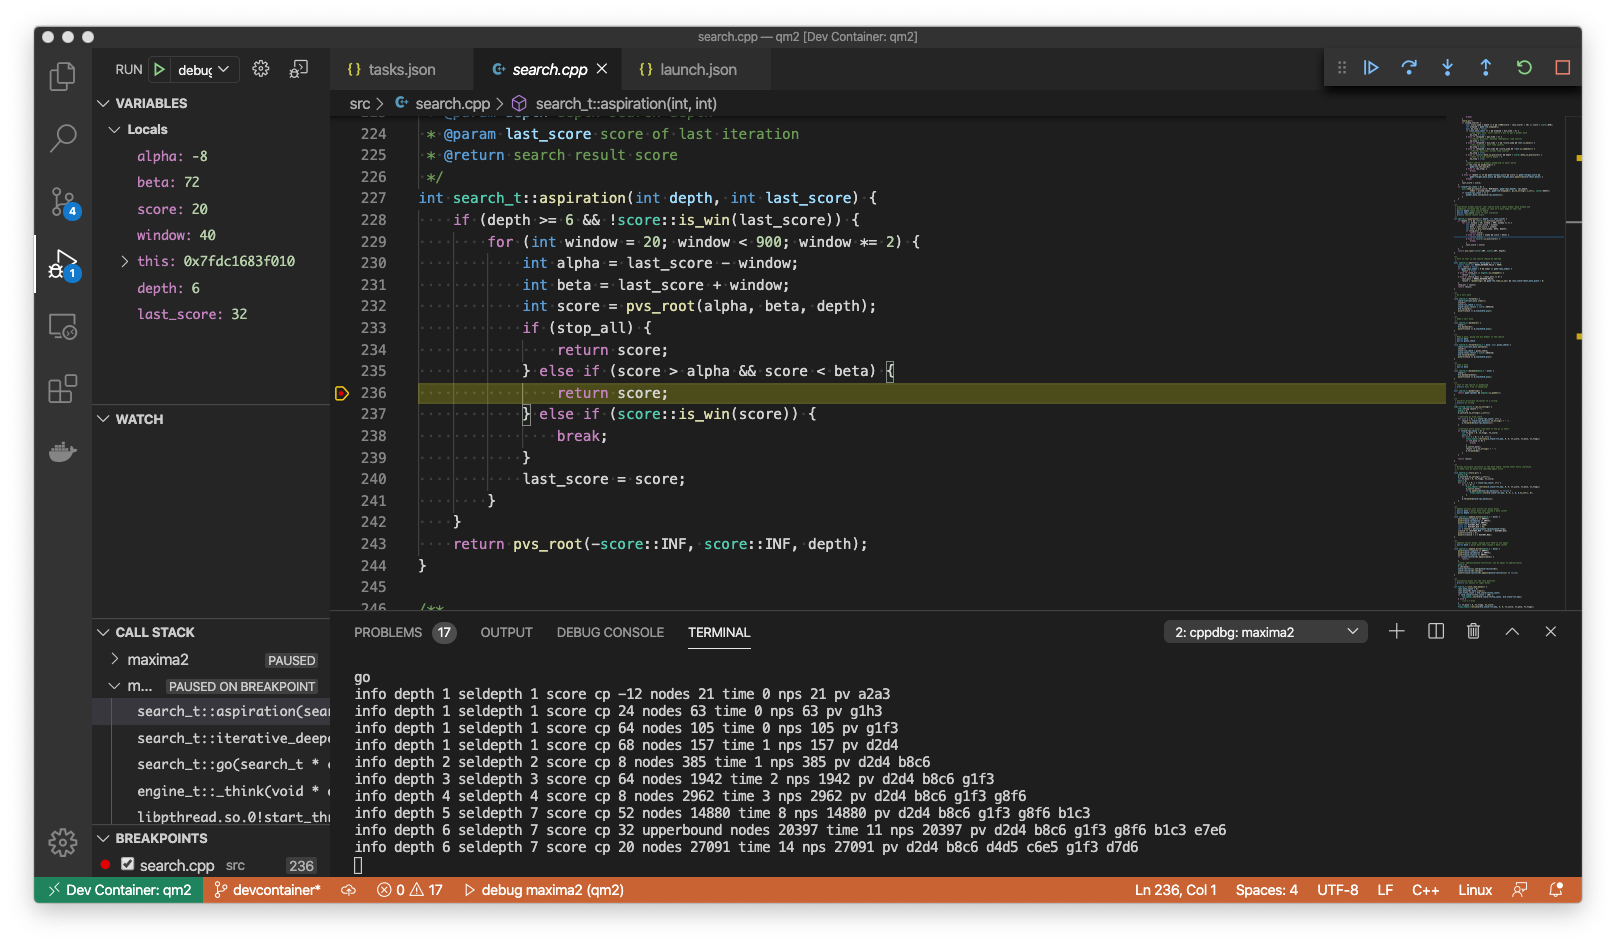 search.cpp — qm2 [Dev Container: qm2]
RUN debug
tasks.json
search.cpp
launch.json
src > search.cpp > search_t::aspiration(int, int)
VARIABLES
Locals
alpha: -8
beta: 72
score: 20
window: 40
this: 0x7fdc1683f010
depth: 6
last_score: 32
WATCH
CALL STACK
maxima2 PAUSED
m... PAUSED ON BREAKPOINT
search_t::aspiration(sear
search_t::iterative_deepe
search_t::go(search_t *
engine_t::_think(void *
libpthread.so.0!start_thr
BREAKPOINTS
search.cpp src 236
224 * @param last_score score of last iteration
225 * @return search result score
226 */
227 int search_t::aspiration(int depth, int last_score) {
228 if (depth >= 6 && !score::is_win(last_score)) {
229 for (int window = 20; window < 900; window *= 2) {
230 int alpha = last_score - window;
231 int beta = last_score + window;
232 int score = pvs_root(alpha, beta, depth);
233 if (stop_all) {
234 return score;
235 } else if (score > alpha && score < beta) {
236 return score;
237 } else if (score::is_win(score)) {
238 break;
239 }
240 last_score = score;
241 }
242 }
243 return pvs_root(-score::INF, score::INF, depth);
244 }
245
246 /**
PROBLEMS 17 OUTPUT DEBUG CONSOLE TERMINAL
2: cppdbg: maxima2
go
info depth 1 seldepth 1 score cp -12 nodes 21 time 0 nps 21 pv a2a3
info depth 1 seldepth 1 score cp 24 nodes 63 time 0 nps 63 pv g1h3
info depth 1 seldepth 1 score cp 64 nodes 105 time 0 nps 105 pv g1f3
info depth 1 seldepth 1 score cp 68 nodes 157 time 1 nps 157 pv d2d4
info depth 2 seldepth 2 score cp 8 nodes 385 time 1 nps 385 pv d2d4 b8c6
info depth 3 seldepth 3 score cp 64 nodes 1942 time 2 nps 1942 pv d2d4 b8c6 g1f3
info depth 4 seldepth 4 score cp 8 nodes 2962 time 3 nps 2962 pv d2d4 b8c6 g1f3 g8f6
info depth 5 seldepth 7 score cp 52 nodes 14880 time 8 nps 14880 pv d2d4 b8c6 g1f3 g8f6 b1c3
info depth 6 seldepth 7 score cp 32 upperbound nodes 20397 time 11 nps 20397 pv d2d4 b8c6 g1f3 g8f6 b1c3 e7e6
info depth 6 seldepth 7 score cp 20 nodes 27091 time 14 nps 27091 pv d2d4 b8c6 d4d5 c6e5 g1f3 d7d6
4
1
Dev Container: qm2 devcontainer* 0 17 debug maxima2 (qm2) Ln 236, Col 1 Spaces: 4 UTF-8 LF C++ Linux